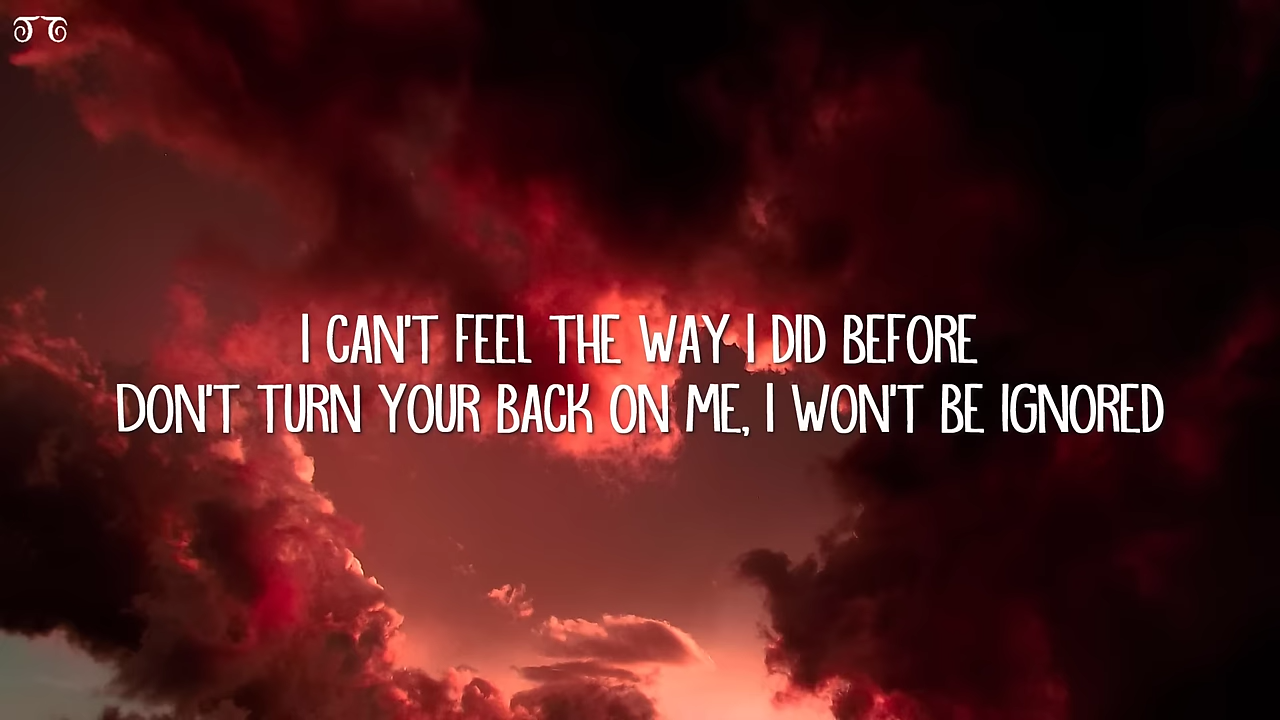 I CAN'T FEEL THE WAY I DID BEFORE
DON'T TURN YOUR BACK ON ME, I WON'T BE IGNORED